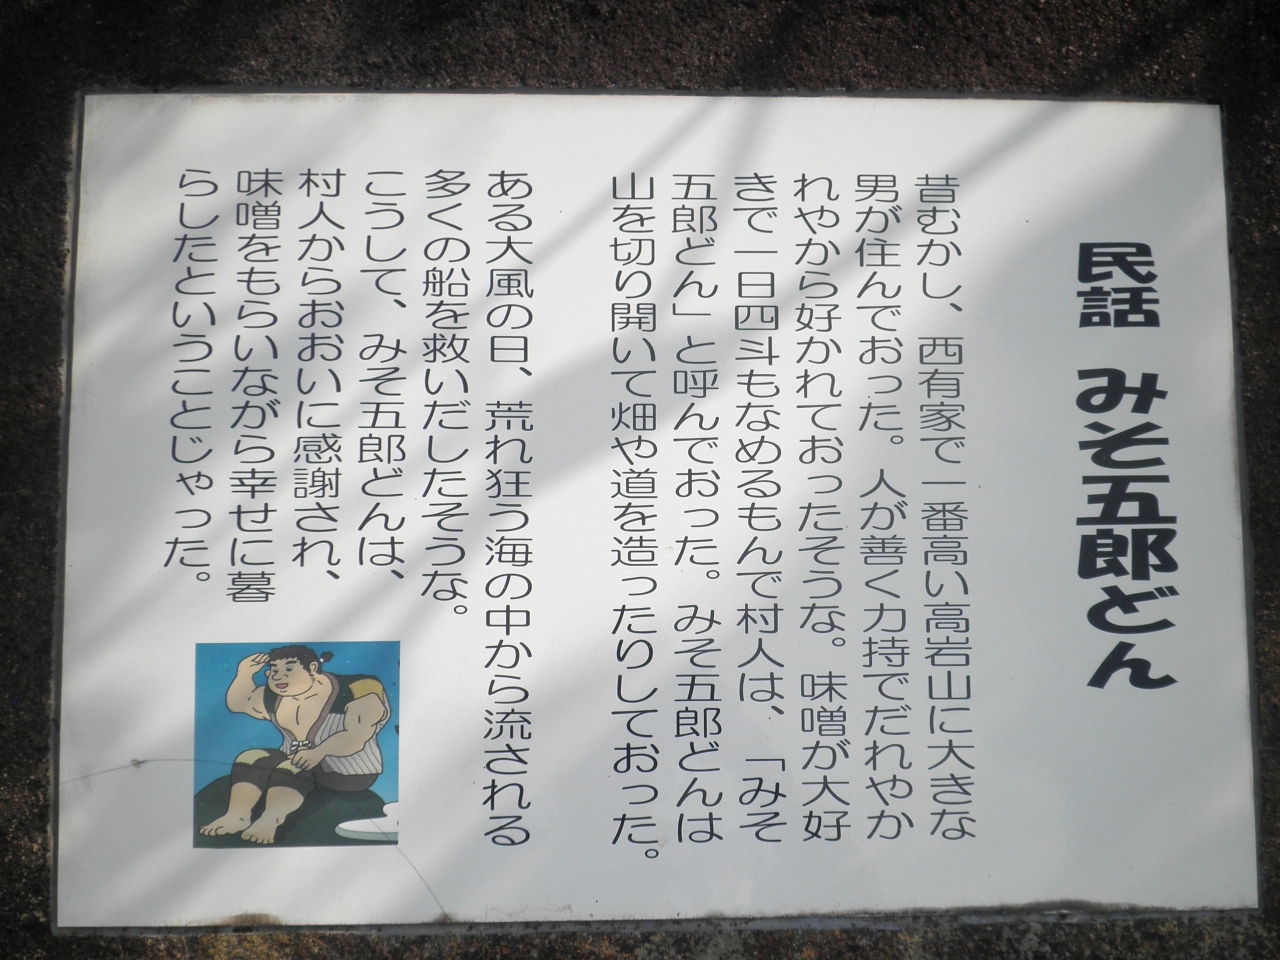 民話 みそ五郎どん
昔むかし、西有家で一番高い高岩山に大きな
男が住んでおった。人が善く力持でだれやか
れやから好かれておったそうな。味噌が大好
きで一日四斗もなめるもんで村人は、「みそ
五郎どん」と呼んでおった。みそ五郎どんは
山を切り開いて畑や道を造ったりしておった。
ある大風の日、荒れ狂う海の中から流される
多くの船を救いだしたそうな。
こうして、みそ五郎どんは、
村人からおおいに感謝され、
味噌をもらいながら幸せに暮
らしたということじゃった。